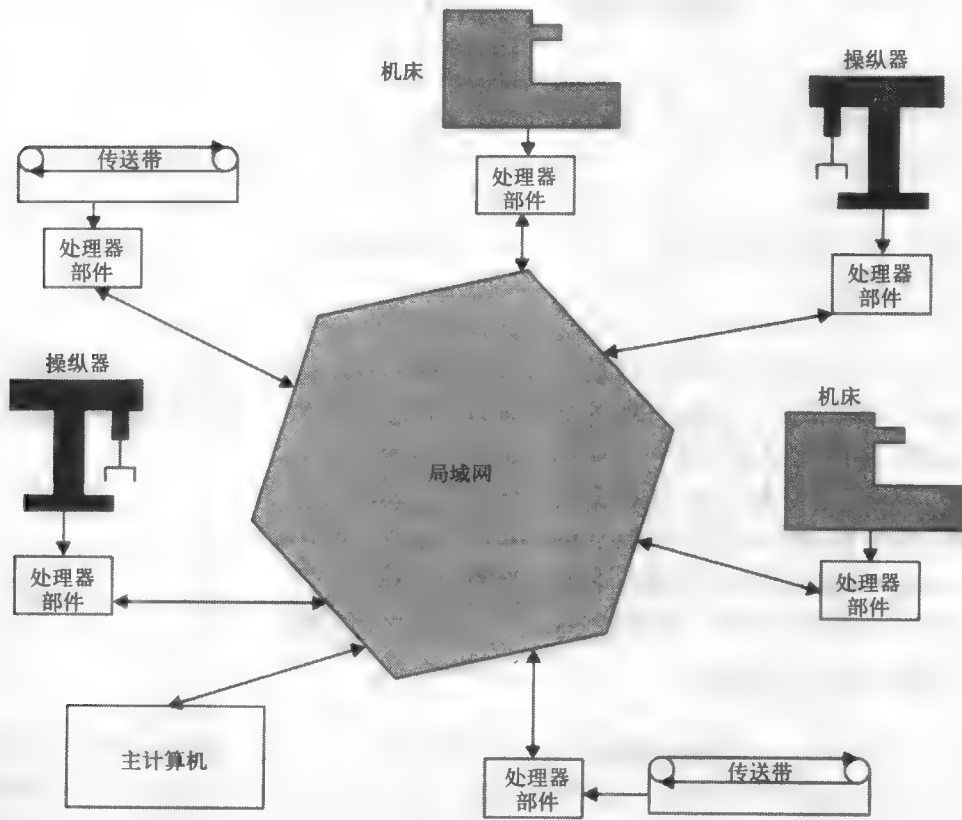 机床
操纵器
传送带
处理器
部件
处理器
部件
处理器
部件
操纵器
机床
局域网
处理器
部件
处理器
部件
主计算机
处理器
部件
传送带